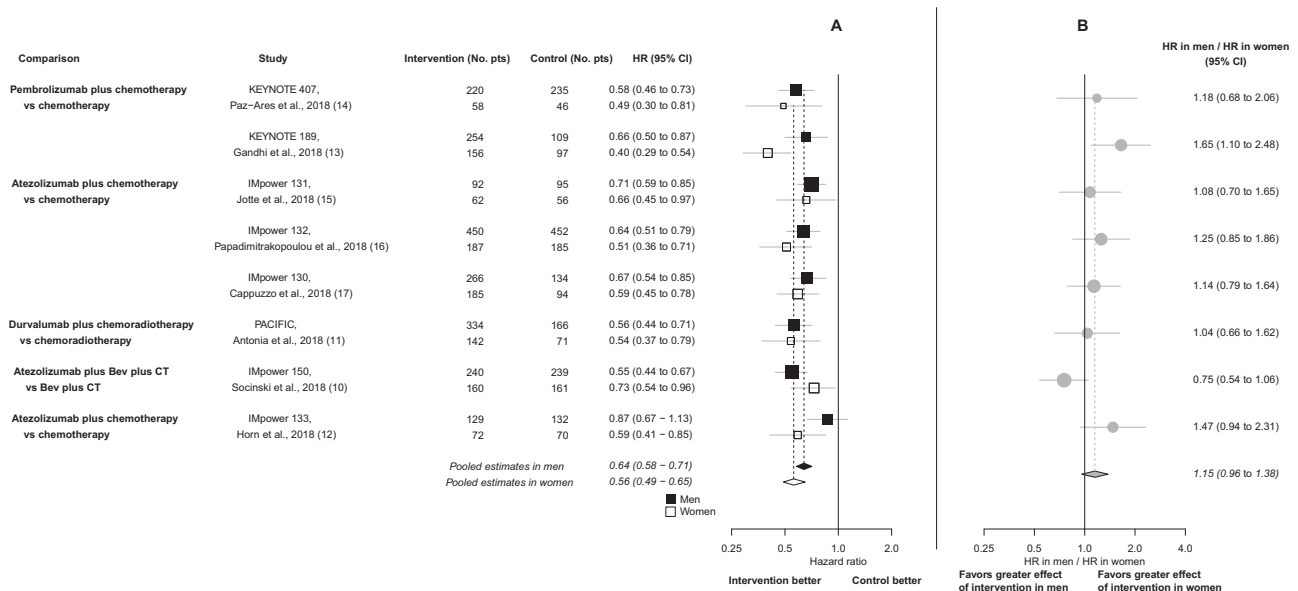 A
B
HR in men / HR in women
(95% CI)
Comparison Study Intervention (No. pts) Control (No. pts) HR (95% CI)
Pembrolizumab plus chemotherapy KEYNOTE 407, 220 235 0.58 (0.46 to 0.73)
vs chemotherapy Paz−Ares et al., 2018 (14) 58 46 0.49 (0.30 to 0.81)
1.18 (0.68 to 2.06)
KEYNOTE 189, 254 109 0.66 (0.50 to 0.87)
Gandhi et al., 2018 (13) 156 97 0.40 (0.29 to 0.54)
1.65 (1.10 to 2.48)
Atezolizumab plus chemotherapy IMpower 131, 92 95 0.71 (0.59 to 0.85)
vs chemotherapy Jotte et al., 2018 (15) 62 56 0.66 (0.45 to 0.97)
1.08 (0.70 to 1.65)
IMpower 132, 450 452 0.64 (0.51 to 0.79)
Papadimitrakopoulou et al., 2018 (16) 187 185 0.51 (0.36 to 0.71)
1.25 (0.85 to 1.86)
IMpower 130, 266 134 0.67 (0.54 to 0.85)
Cappuzzo et al., 2018 (17) 185 94 0.59 (0.45 to 0.78)
1.14 (0.79 to 1.64)
Durvalumab plus chemoradiotherapy PACIFIC, 334 166 0.56 (0.44 to 0.71)
vs chemoradiotherapy Antonia et al., 2018 (11) 142 71 0.54 (0.37 to 0.79)
1.04 (0.66 to 1.62)
Atezolizumab plus Bev plus CT IMpower 150, 240 239 0.55 (0.44 to 0.67)
vs Bev plus CT Socinski et al., 2018 (10) 160 161 0.73 (0.54 to 0.96)
0.75 (0.54 to 1.06)
Atezolizumab plus chemotherapy IMpower 133, 129 132 0.87 (0.67 − 1.13)
vs chemotherapy Horn et al., 2018 (12) 72 70 0.59 (0.41 − 0.85)
1.47 (0.94 to 2.31)
Pooled estimates in men 0.64 (0.58 − 0.71)
Pooled estimates in women 0.56 (0.49 − 0.65)
1.15 (0.96 to 1.38)
Men
Women
0.25 0.5 1.0 2.0
Hazard ratio
Intervention better Control better
0.25 0.5 1.0 2.0 4.0
HR in men / HR in women
Favors greater effect Favors greater effect
of intervention in men of intervention in women